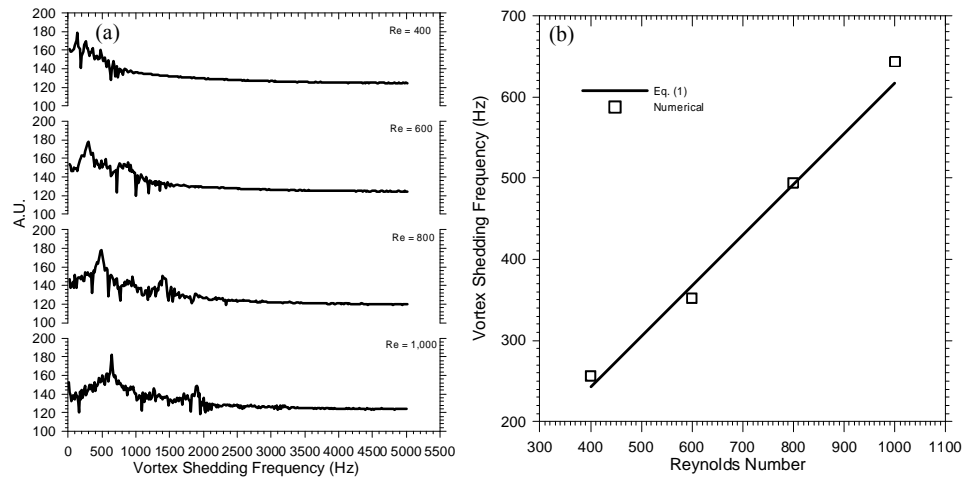 (a)
Re = 400
200
180
160
140
120
100
Re = 600
200
180
160
140
120
100
Re = 800
200
180
160
140
120
100
Re = 1,000
200
180
160
140
120
100
A.U.
0 500 1000 1500 2000 2500 3000 3500 4000 4500 5000 5500
Vortex Shedding Frequency (Hz)
(b)
Eq. (1)
Numerical
700
600
500
400
300
200
Vortex Shedding Frequency (Hz)
300 400 500 600 700 800 900 1000 1100
Reynolds Number